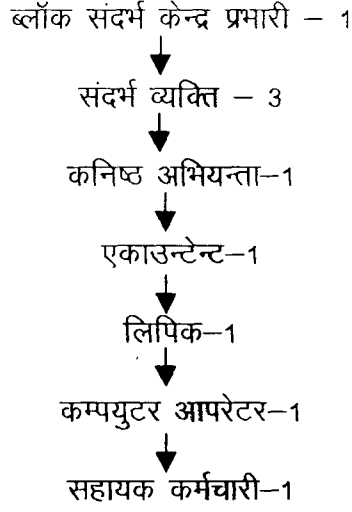 ब्लॉक संदर्भ केन्द्र प्रभारी – 1
संदर्भ व्यक्ति – 3
कनिष्ठ अभियन्ता–1
एकाउन्टेन्ट–1
लिपिक–1
कम्पयुटर आपरेटर–1
सहायक कर्मचारी–1